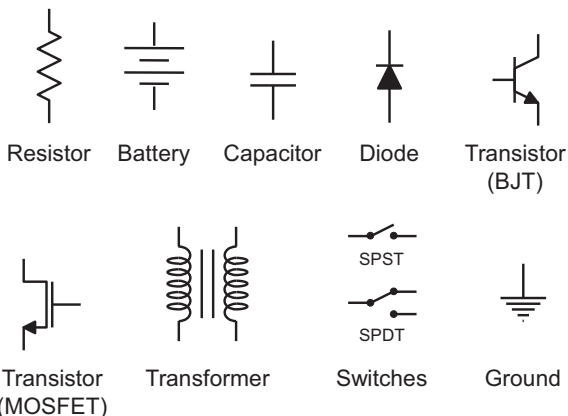 Resistor
Battery
Capacitor
Diode
Transistor
(BJT)
SPST
SPDT
Transistor
(MOSFET)
Transformer
Switches
Ground